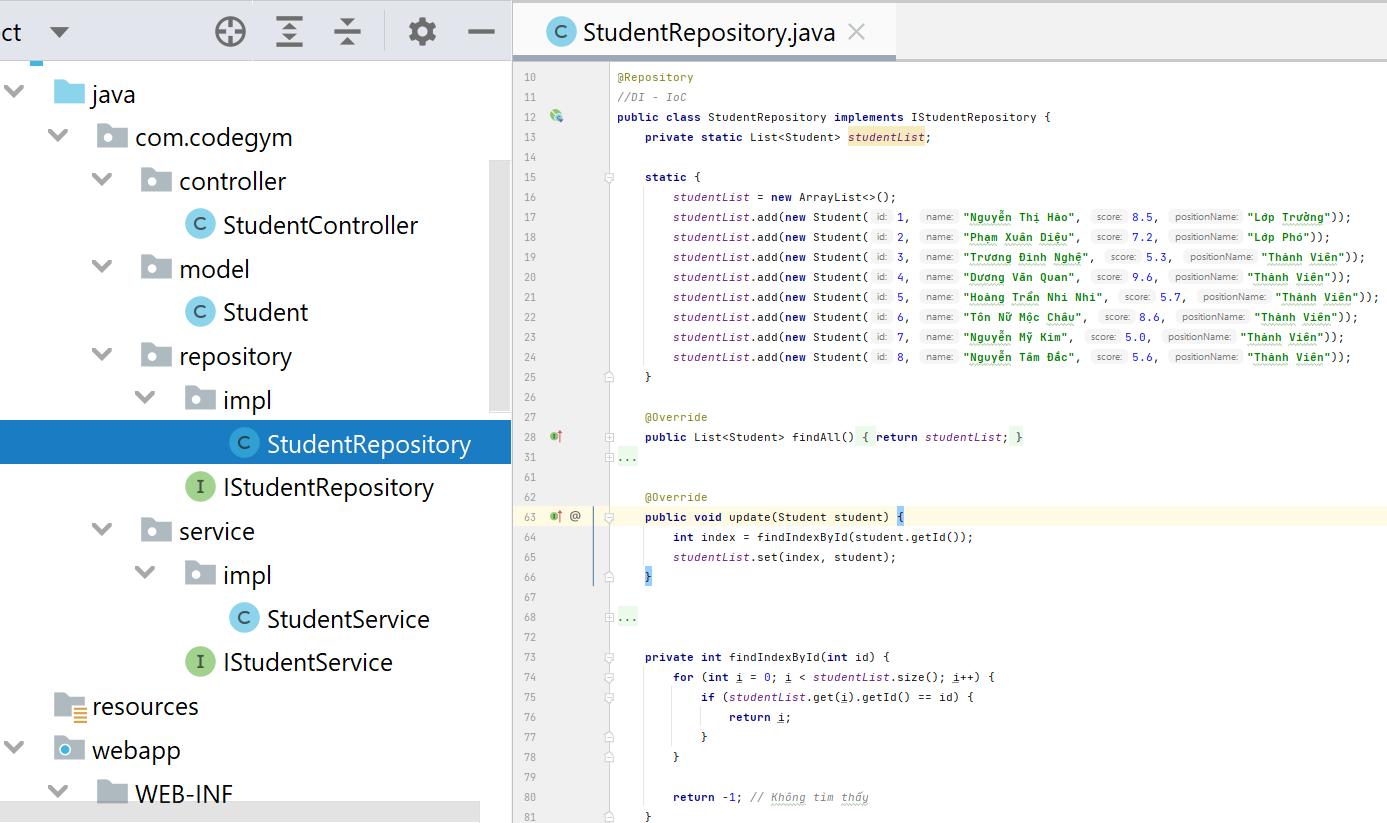 ct
java
com.codegym
controller
C StudentController
model
C Student
repository
impl
C StudentRepository
I IStudentRepository
service
impl
C StudentService
I IStudentService
resources
webapp
WEB-INF
C StudentRepository.java
10 @Repository
11 //DI - IoC
12 public class StudentRepository implements IStudentRepository {
13 private static List<Student> studentList;
14
15 static {
16 studentList = new ArrayList<>();
17 studentList.add(new Student( id: 1, name: "Nguyễn Thị Hảo", score: 8.5, positionName: "Lớp Trưởng"));
18 studentList.add(new Student( id: 2, name: "Phạm Xuân Diệu", score: 7.2, positionName: "Lớp Phó"));
19 studentList.add(new Student( id: 3, name: "Trương Đình Nghệ", score: 5.3, positionName: "Thành Viên"));
20 studentList.add(new Student( id: 4, name: "Dương Văn Quan", score: 9.6, positionName: "Thành Viên"));
21 studentList.add(new Student( id: 5, name: "Hoàng Trần Nhi Nhi", score: 5.7, positionName: "Thành Viên"));
22 studentList.add(new Student( id: 6, name: "Tôn Nữ Mộc Châu", score: 8.6, positionName: "Thành Viên"));
23 studentList.add(new Student( id: 7, name: "Nguyễn Mỹ Kim", score: 5.0, positionName: "Thành Viên"));
24 studentList.add(new Student( id: 8, name: "Nguyễn Tâm Đắc", score: 5.6, positionName: "Thành Viên"));
25 }
26
27 @Override
28 public List<Student> findAll() { return studentList; }
31 ...
61
62 @Override
63 @ public void update(Student student) {
64 int index = findIndexById(student.getId());
65 studentList.set(index, student);
66 }
67
68 ...
72
73 private int findIndexById(int id) {
74 for (int i = 0; i < studentList.size(); i++) {
75 if (studentList.get(i).getId() == id) {
76 return i;
77 }
78 }
79
80 return -1; // Không tìm thấy
81 }